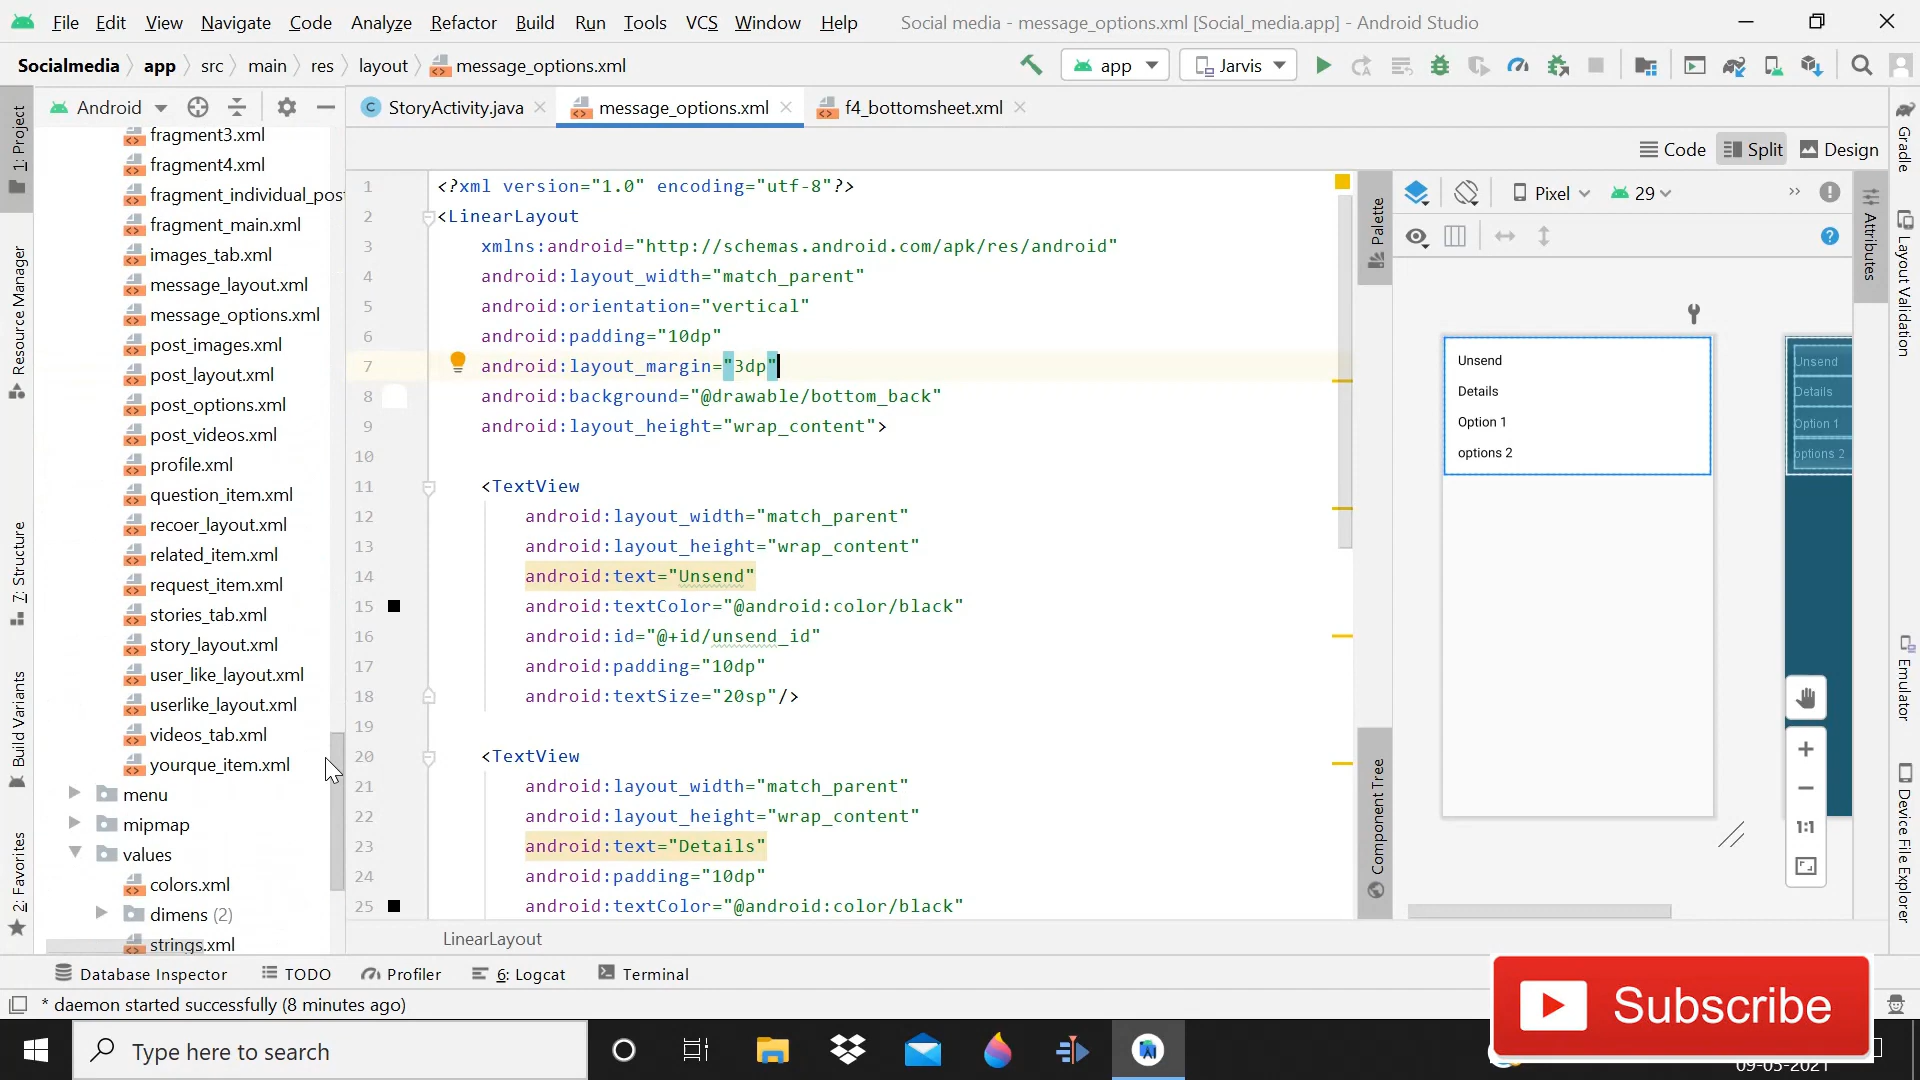 File Edit View Navigate Code Analyze Refactor Build Run Tools VCS Window Help Social media - message_options.xml [Social_media.app] - Android Studio
Socialmedia app src main res layout message_options.xml app Jarvis
1: Project
Resource Manager
7: Structure
Build Variants
2: Favorites
Android
fragment3.xml
fragment4.xml
fragment_individual_pos
fragment_main.xml
images_tab.xml
message_layout.xml
message_options.xml
post_images.xml
post_layout.xml
post_options.xml
post_videos.xml
profile.xml
question_item.xml
recoer_layout.xml
related_item.xml
request_item.xml
stories_tab.xml
story_layout.xml
user_like_layout.xml
userlike_layout.xml
videos_tab.xml
yourque_item.xml
menu
mipmap
values
colors.xml
dimens (2)
strings.xml
StoryActivity.java message_options.xml f4_bottomsheet.xml
Code Split Design
1 <?xml version="1.0" encoding="utf-8"?>
2 <LinearLayout
3 xmlns:android="http://schemas.android.com/apk/res/android"
4 android:layout_width="match_parent"
5 android:orientation="vertical"
6 android:padding="10dp"
7 android:layout_margin="3dp"
8 android:background="@drawable/bottom_back"
9 android:layout_height="wrap_content">
10
11 <TextView
12 android:layout_width="match_parent"
13 android:layout_height="wrap_content"
14 android:text="Unsend"
15 android:textColor="@android:color/black"
16 android:id="@+id/unsend_id"
17 android:padding="10dp"
18 android:textSize="20sp"/>
19
20 <TextView
21 android:layout_width="match_parent"
22 android:layout_height="wrap_content"
23 android:text="Details"
24 android:padding="10dp"
25 android:textColor="@android:color/black"
LinearLayout
Palette
Component Tree
Pixel 29
Unsend
Details
Option 1
options 2
Unsend
Details
Option 1
options 2
1:1
Attributes
Gradle
Layout Validation
Emulator
Device File Explorer
Database Inspector TODO Profiler 6: Logcat Terminal
* daemon started successfully (8 minutes ago)
Subscribe
Type here to search
09-05-2021